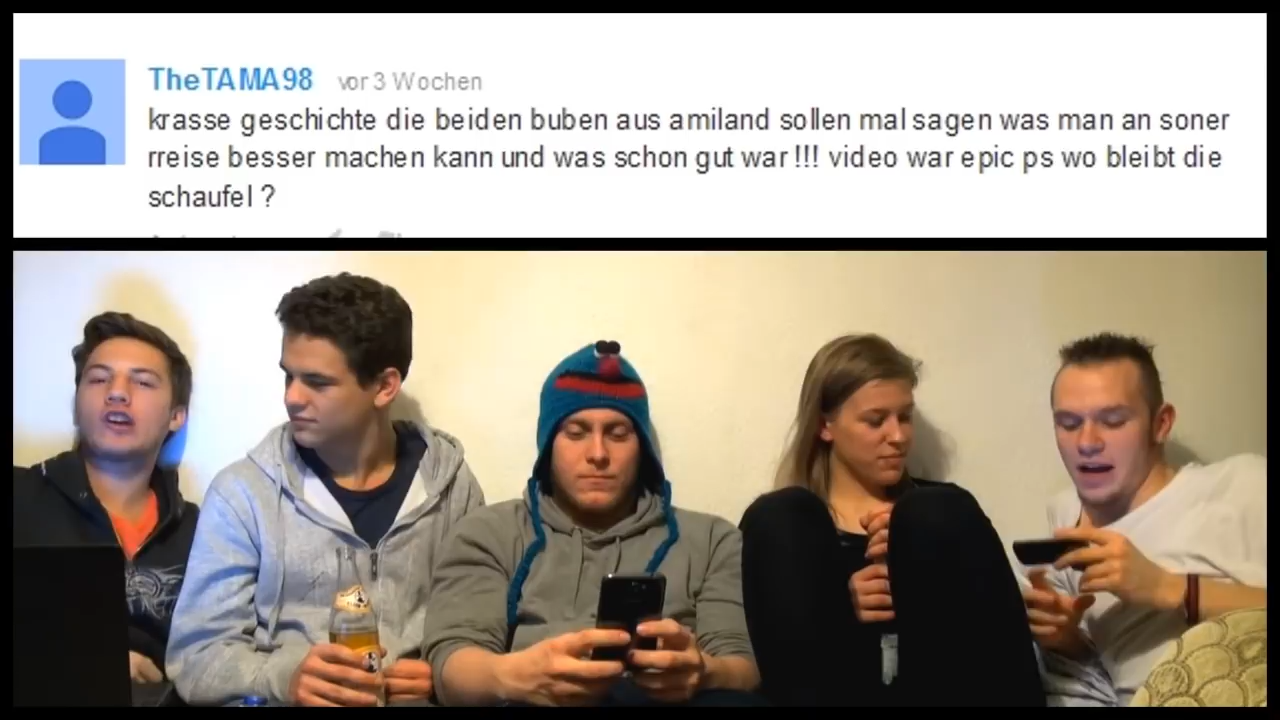 TheTAMA98 vor 3 Wochen
krasse geschichte die beiden buben aus amiland sollen mal sagen was man an soner
rreise besser machen kann und was schon gut war !!! video war epic ps wo bleibt die
schaufel ?